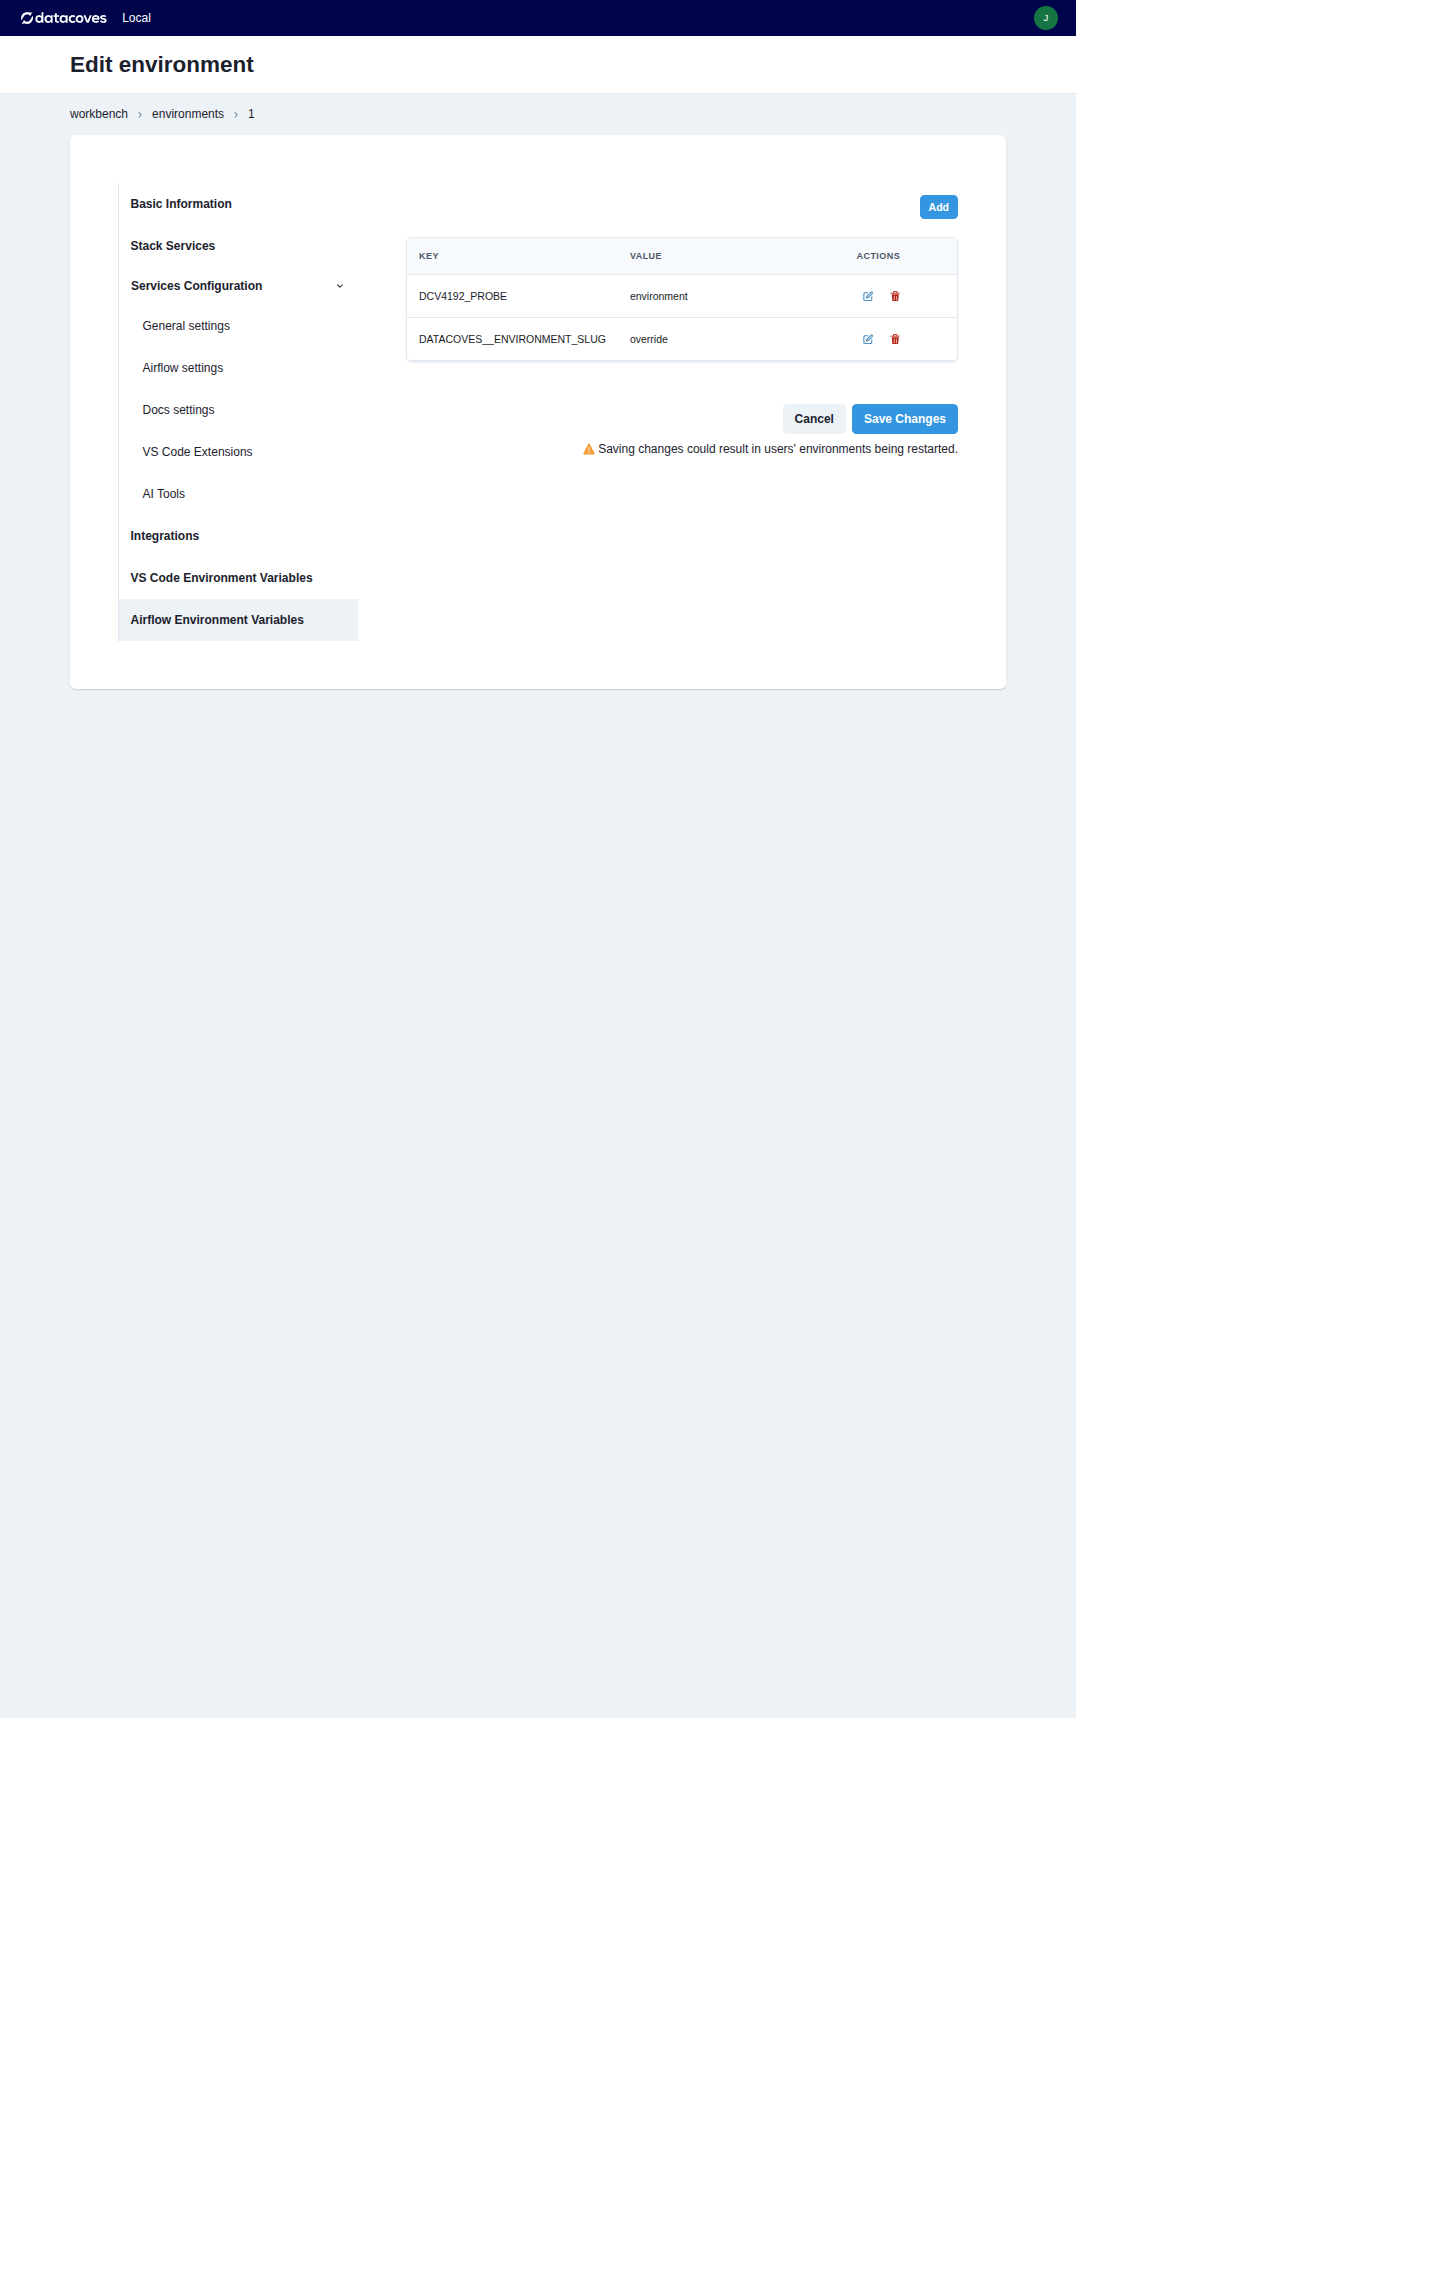 datacoves Local J
Edit environment
workbench > environments > 1
Basic Information
Stack Services
Services Configuration
General settings
Airflow settings
Docs settings
VS Code Extensions
AI Tools
Integrations
VS Code Environment Variables
Airflow Environment Variables
Add
KEY VALUE ACTIONS
DCV4192_PROBE environment
DATACOVES__ENVIRONMENT_SLUG override
Cancel Save Changes
Saving changes could result in users' environments being restarted.